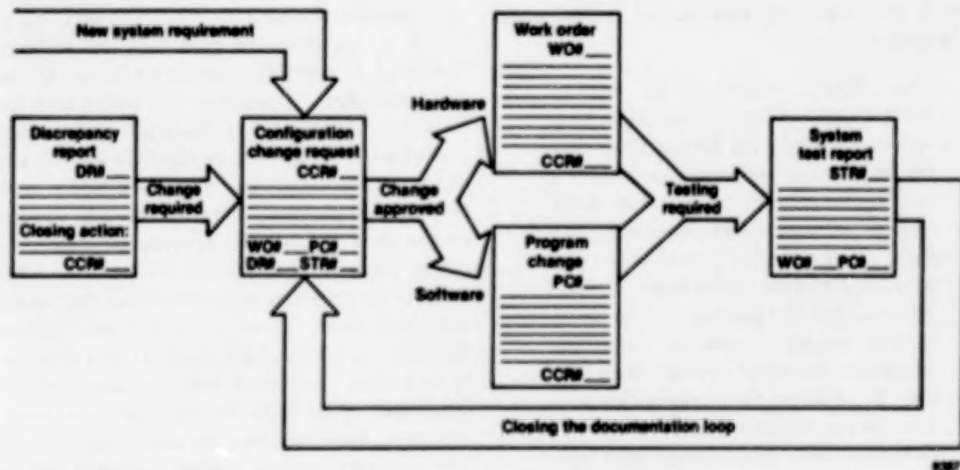 New system requirement
Discrepancy
report
DR#___
Closing action:
CCR#___
Change
required
Configuration
change request
CCR#___
WO#___PC#___
DR#___STR#___
Change
approved
Hardware
Software
Work order
WO#___
CCR#___
Program
change
PC#___
CCR#___
Testing
required
System
test report
STR#___
WO#___PC#___
Closing the documentation loop